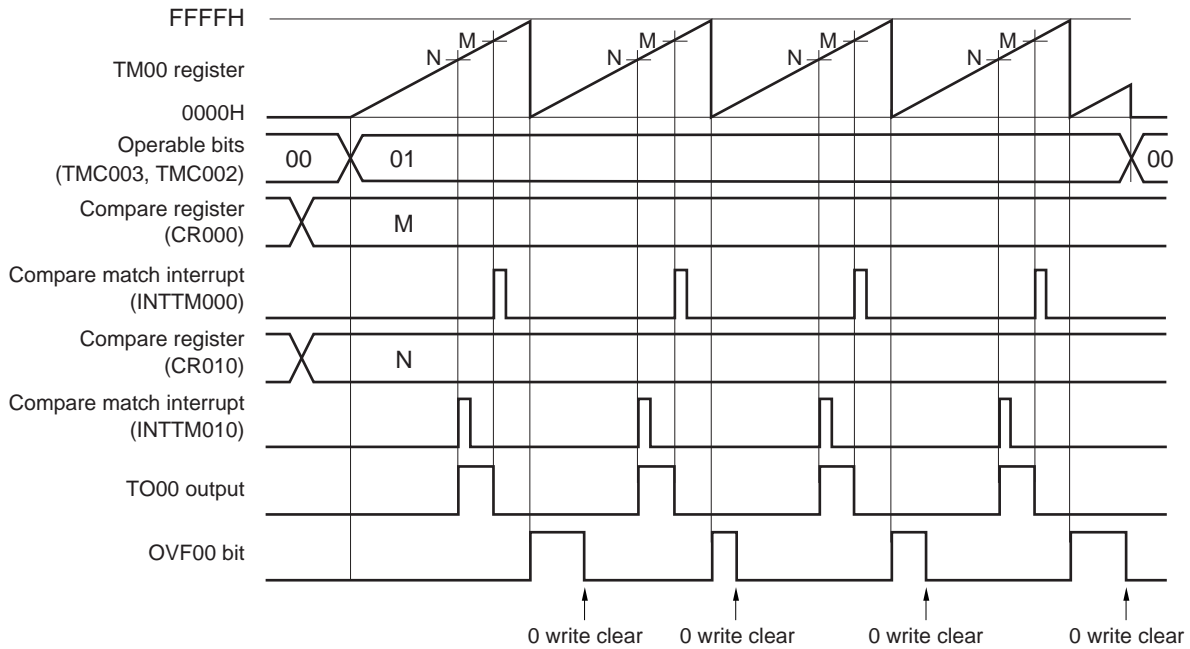 FFFFH
M M M M
N N N N
TM00 register
0000H
Operable bits
(TMC003, TMC002)
00 01 00
Compare register
(CR000)
M
Compare match interrupt
(INTTM000)
Compare register
(CR010)
N
Compare match interrupt
(INTTM010)
TO00 output
OVF00 bit
0 write clear 0 write clear 0 write clear 0 write clear